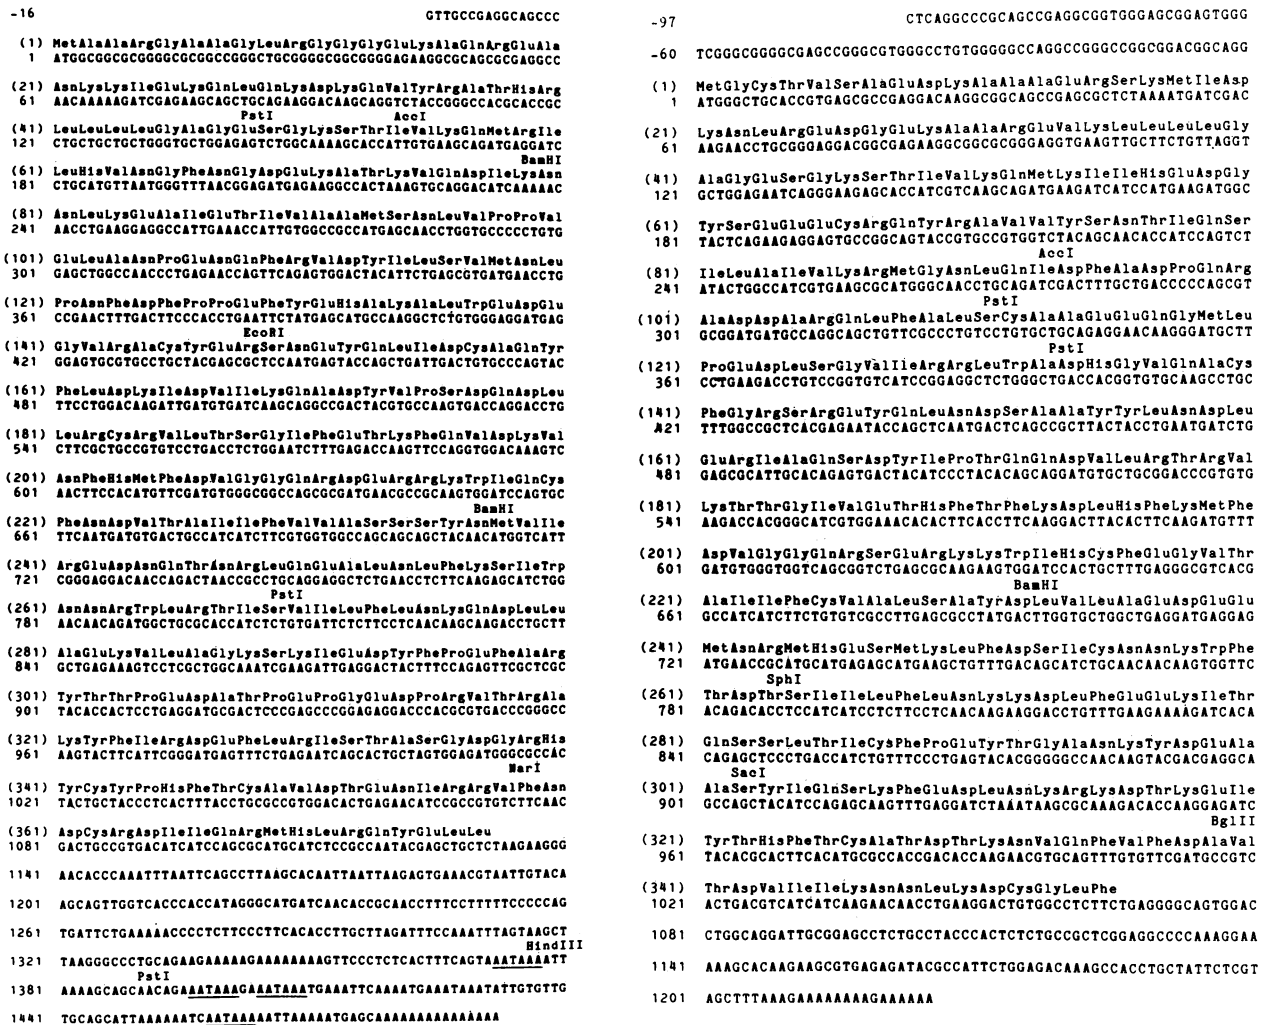 -16 GTTGCCGAGGCAGCCC
(1) MetAlaAlaArgGlyAlaAlaGlyLeuArgGlyGlyGlyGluLysAlaGlnArgGluAla
1 ATGGCGGCGCGGGGCGCGGCCGGGCTGCGGGGCGGCGGGGAGAAGGCGCAGCGCGAGGCC
(21) AsnLysLysIleGluLysGlnLeuGlnLysAspLysGlnValTyrArgAlaThrHisArg
61 AACAAAAAGATCGAGAAGCAGCTGCAGAAGGACAAGCAGGTCTACCGGGCCACGCACCGC
PstI AccI
(41) LeuLeuLeuLeuGlyAlaGlyGluSerGlyLysSerThrIleValLysGlnMetArgIle
121 CTGCTGCTGCTGGGTGCTGGAGAGTCTGGCAAAAGCACCATTGTGAAGCAGATGAGGATC
BamHI
(61) LeuHisValAsnGlyPheAsnGlyAspGluLysAlaThrLysValGlnAspIleLysAsn
181 CTGCATGTTAATGGGTTTAACGGAGATGAGAAGGCCACTAAAGTGCAGGACATCAAAAAC
(81) AsnLeuLysGluAlaIleGluThrIleValAlaAlaMetSerAsnLeuValProProVal
241 AACCTGAAGGAGGCCATTGAAACCATTGTGGCCGCCATGAGCAACCTGGTGCCCCCTGTG
(101) GluLeuAlaAsnProGluAsnGlnPheArgValAspTyrIleLeuSerValMetAsnLeu
301 GAGCTGGCCAACCCTGAGAACCAGTTCAGAGTGGACTACATTCTGAGCGTGATGAACCTG
(121) ProAsnPheAspPheProProGluPheTyrGluHisAlaLysAlaLeuTrpGluAspGlu
361 CCGAACTTTGACTTCCCACCTGAATTCTATGAGCATGCCAAGGCTCTGTGGGAGGATGAG
EcoRI
(141) GlyValArgAlaCysTyrGluArgSerAsnGluTyrGlnLeuIleAspCysAlaGlnTyr
421 GGAGTGCGTGCCTGCTACGAGCGCTCCAATGAGTACCAGCTGATTGACTGTGCCCAGTAC
(161) PheLeuAspLysIleAspValIleLysGlnAlaAspTyrValProSerAspGlnAspLeu
481 TTCCTGGACAAGATTGATGTGATCAAGCAGGCCGACTACGTGCCAAGTGACCAGGACCTG
(181) LeuArgCysArgValLeuThrSerGlyIlePheGluThrLysPheGlnValAspLysVal
541 CTTCGCTGCCGTGTCCTGACCTCTGGAATCTTTGAGACCAAGTTCCAGGTGGACAAAGTC
(201) AsnPheHisMetPheAspValGlyGlyGlnArgAspGluArgArgLysTrpIleGlnCys
601 AACTTCCACATGTTCGATGTGGGCGGCCAGCGCGATGAACGCCGCAAGTGGATCCAGTGC
BamHI
(221) PheAsnAspValThrAlaIleIlePheValValAlaSerSerSerTyrAsnMetValIle
661 TTCAATGATGTGACTGCCATCATCTTCGTGGTGGCCAGCAGCAGCTACAACATGGTCATT
(241) ArgGluAspAsnGlnThrAsnArgLeuGlnGluAlaLeuAsnLeuPheLysSerIleTrp
721 CGGGAGGACAACCAGACTAACCGCCTGCAGGAGGCTCTGAACCTCTTCAAGAGCATCTGG
PstI
(261) AsnAsnArgTrpLeuArgThrIleSerValIleLeuPheLeuAsnLysGlnAspLeuLeu
781 AACAACAGATGGCTGCGCACCATCTCTGTGATTCTCTTCCTCAACAAGCAAGACCTGCTT
(281) AlaGluLysValLeuAlaGlyLysSerLysIleGluAspTyrPheProGluPheAlaArg
841 GCTGAGAAAGTCCTCGCTGGCAAATCGAAGATTGAGGACTACTTTCCAGAGTTCGCTCGC
(301) TyrThrThrProGluAspAlaThrProGluProGlyGluAspProArgValThrArgAla
901 TACACCACTCCTGAGGATGCGACTCCCGAGCCCGGAGAGGACCCACGCGTGACCCGGGCC
(321) LysTyrPheIleArgAspGluPheLeuArgIleSerThrAlaSerGlyAspGlyArgHis
961 AAGTACTTCATTCGGGATGAGTTTCTGAGAATCAGCACTGCTAGTGGAGATGGGCGCCAC
NarI
(341) TyrCysTyrProHisPheThrCysAlaValAspThrGluAsnIleArgArgValPheAsn
1021 TACTGCTACCCTCACTTTACCTGCGCCGTGGACACTGAGAACATCCGCCGTGTCTTCAAC
(361) AspCysArgAspIleIleGlnArgMetHisLeuArgGlnTyrGluLeuLeu
1081 GACTGCCGTGACATCATCCAGCGCATGCATCTCCGCCAATACGAGCTGCTCTAAGAAGGG
1141 AACACCCAAATTTAATTCAGCCTTAAGCACAATTAATTAAGAGTGAAACGTAATTGTACA
1201 AGCAGTTGGTCACCCACCATAGGGCATGATCAACACCGCAACCTTTCCTTTTTCCCCCAG
1261 TGATTCTGAAAAACCCCTCTTCCCTTCACACCTTGCTTAGATTTCCAAATTTAGTAAGCT
HindIII
1321 TAAGGGCCCTGCAGAAGAAAAAGAAAAAAAAGTTCCCTCTCACTTTCAGTAAATAAAATT
PstI
1381 AAAAGCAGCAACAGAAATAAAGAAATAAATGAAATTCAAAATGAAATAAATATTGTGTTG
1441 TGCAGCATTAAAAAATCAATAAAAATTAAAAATGAGCAAAAAAAAAAAAAA
-97 CTCAGGCCCGCAGCCGAGGCGGTGGGAGCGGAGTGGG
-60 TCGGGCGGGGCGAGCCGGGCGTGGGCCTGTGGGGGCCAGGCCGGGCCGGCGGACGGCAGG
(1) MetGlyCysThrValSerAlaGluAspLysAlaAlaAlaGluArgSerLysMetIleAsp
1 ATGGGCTGCACCGTGAGCGCCGAGGACAAGGCGGCAGCCGAGCGCTCTAAAATGATCGAC
(21) LysAsnLeuArgGluAspGlyGluLysAlaAlaArgGluValLysLeuLeuLeuLeuGly
61 AAGAACCTGCGGGAGGACGGCGAGAAGGCGGCGCGGGAGGTGAAGTTGCTTCTGTTAGGT
(41) AlaGlyGluSerGlyLysSerThrIleValLysGlnMetLysIleIleHisGluAspGly
121 GCTGGAGAATCAGGGAAGAGCACCATCGTCAAGCAGATGAAGATCATCCATGAAGATGGC
(61) TyrSerGluGluGluCysArgGlnTyrArgAlaValValTyrSerAsnThrIleGlnSer
181 TACTCAGAAGAGGAGTGCCGGCAGTACCGTGCCGTGGTCTACAGCAACACCATCCAGTCT
AccI
(81) IleLeuAlaIleValLysArgMetGlyAsnLeuGlnIleAspPheAlaAspProGlnArg
241 ATACTGGCCATCGTGAAGCGCATGGGCAACCTGCAGATCGACTTTGCTGACCCCCAGCGT
PstI
(101) AlaAspAspAlaArgGlnLeuPheAlaLeuSerCysAlaAlaGluGluGlnGlyMetLeu
301 GCGGATGATGCCAGGCAGCTGTTCGCCCTGTCCTGTGCTGCAGAGGAACAAGGGATGCTT
PstI
(121) ProGluAspLeuSerGlyValIleArgArgLeuTrpAlaAspHisGlyValGlnAlaCys
361 CCTGAAGACCTGTCCGGTGTCATCCGGAGGCTCTGGGCTGACCACGGTGTGCAAGCCTGC
(141) PheGlyArgSerArgGluTyrGlnLeuAsnAspSerAlaAlaTyrTyrLeuAsnAspLeu
421 TTTGGCCGCTCACGAGAATACCAGCTCAATGACTCAGCCGCTTACTACCTGAATGATCTG
(161) GluArgIleAlaGlnSerAspTyrIleProThrGlnGlnAspValLeuArgThrArgVal
481 GAGCGCATTGCACAGAGTGACTACATCCCTACACAGCAGGATGTGCTGCGGACCCGTGTG
(181) LysThrThrGlyIleValGluThrHisPheThrPheLysAspLeuHisPheLysMetPhe
541 AAGACCACGGGCATCGTGGAAACACACTTCACCTTCAAGGACTTACACTTCAAGATGTTT
(201) AspValGlyGlyGlnArgSerGluArgLysLysTrpIleHisCysPheGluGlyValThr
601 GATGTGGGTGGTCAGCGGTCTGAGCGCAAGAAGTGGATCCACTGCTTTGAGGGCGTCACG
BamHI
(221) AlaIleIlePheCysValAlaLeuSerAlaTyrAspLeuValLeuAlaGluAspGluGlu
661 GCCATCATCTTCTGTGTCGCCTTGAGCGCCTATGACTTGGTGCTGGCTGAGGATGAGGAG
(241) MetAsnArgMetHisGluSerMetLysLeuPheAspSerIleCysAsnAsnLysTrpPhe
721 ATGAACCGCATGCATGAGAGCATGAAGCTGTTTGACAGCATCTGCAACAACAAGTGGTTC
SphI
(261) ThrAspThrSerIleIleLeuPheLeuAsnLysLysAspLeuPheGluGluLysIleThr
781 ACAGACACCTCCATCATCCTCTTCCTCAACAAGAAGGACCTGTTTGAAGAAAAGATCACA
(281) GlnSerSerLeuThrIleCysPheProGluTyrThrGlyAlaAsnLysTyrAspGluAla
841 CAGAGCTCCCTGACCATCTGTTTCCCTGAGTACACGGGGGCCAACAAGTACGACGAGGCA
SacI
(301) AlaSerTyrIleGlnSerLysPheGluAspLeuAsnLysArgLysAspThrLysGluIle
901 GCCAGCTACATCCAGAGCAAGTTTGAGGATCTAAATAAGCGCAAAGACACCAAGGAGATC
BglII
(321) TyrThrHisPheThrCysAlaThrAspThrLysAsnValGlnPheValPheAspAlaVal
961 TACACGCACTTCACATGCGCCACCGACACCAAGAACGTGCAGTTTGTGTTCGATGCCGTC
(341) ThrAspValIleIleLysAsnAsnLeuLysAspCysGlyLeuPhe
1021 ACTGACGTCATCATCAAGAACAACCTGAAGGACTGTGGCCTCTTCTGAGGGGCAGTGGAC
1081 CTGGCAGGATTGCGGAGCCTCTGCCTACCCACTCTCTGCCGCTCGGAGGCCCCAAAGGAA
1141 AAAGCACAAGAAGCGTGAGAGATACGCCATTCTGGAGACAAAGCCACCTGCTATTCTCGT
1201 AGCTTTAAAGAAAAAAAAGAAAAAA